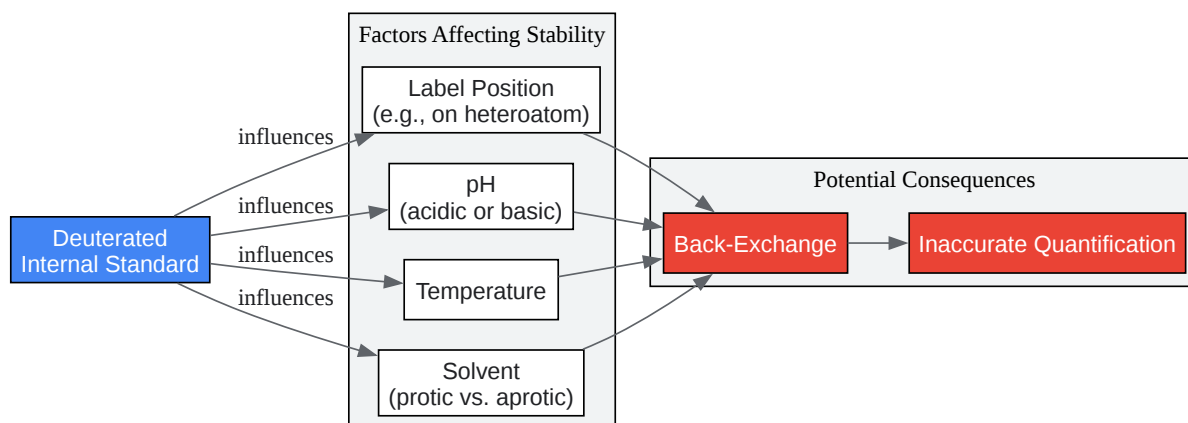 Factors Affecting Stability
Label Position
(e.g., on heteroatom)
influences
pH
(acidic or basic)
influences
Deuterated
Internal Standard
influences
Temperature
influences
Solvent
(protic vs. aprotic)
Potential Consequences
Back-Exchange
Inaccurate Quantification